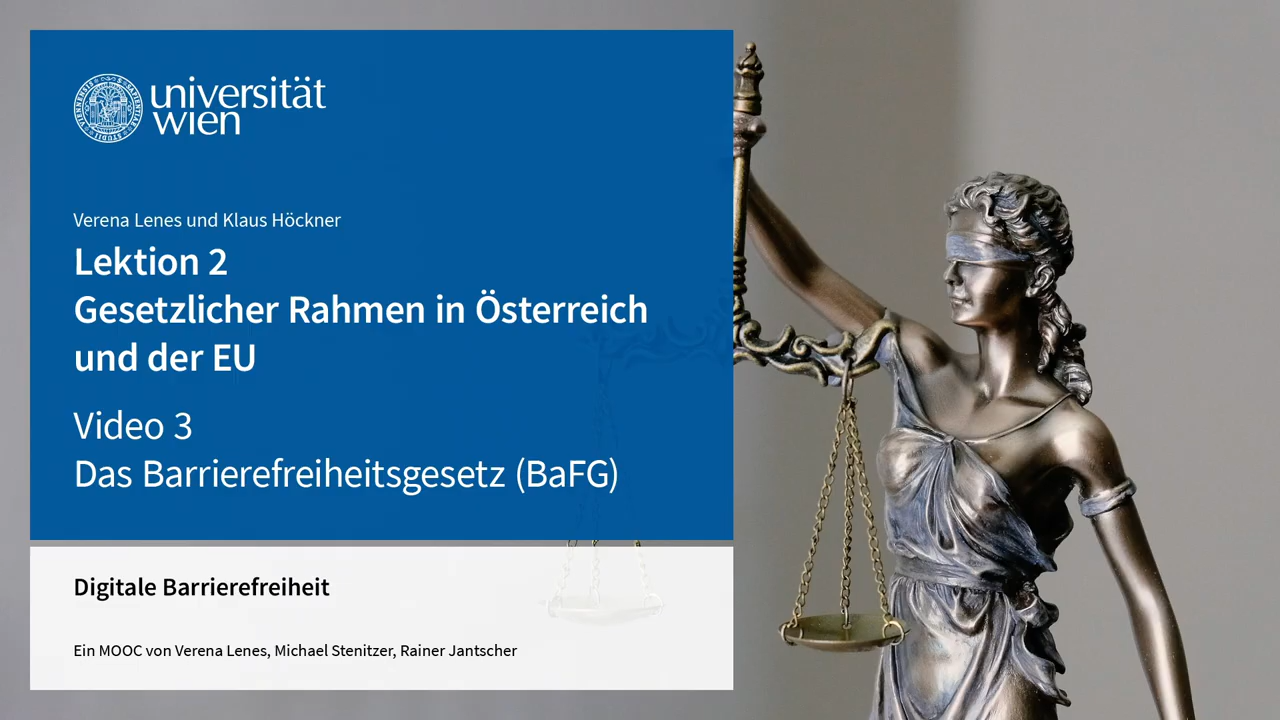 universität
wien
Verena Lenes und Klaus Höckner
Lektion 2
Gesetzlicher Rahmen in Österreich
und der EU
Video 3
Das Barrierefreiheitsgesetz (BaFG)
Digitale Barrierefreiheit
Ein MOOC von Verena Lenes, Michael Stenitzer, Rainer Jantscher